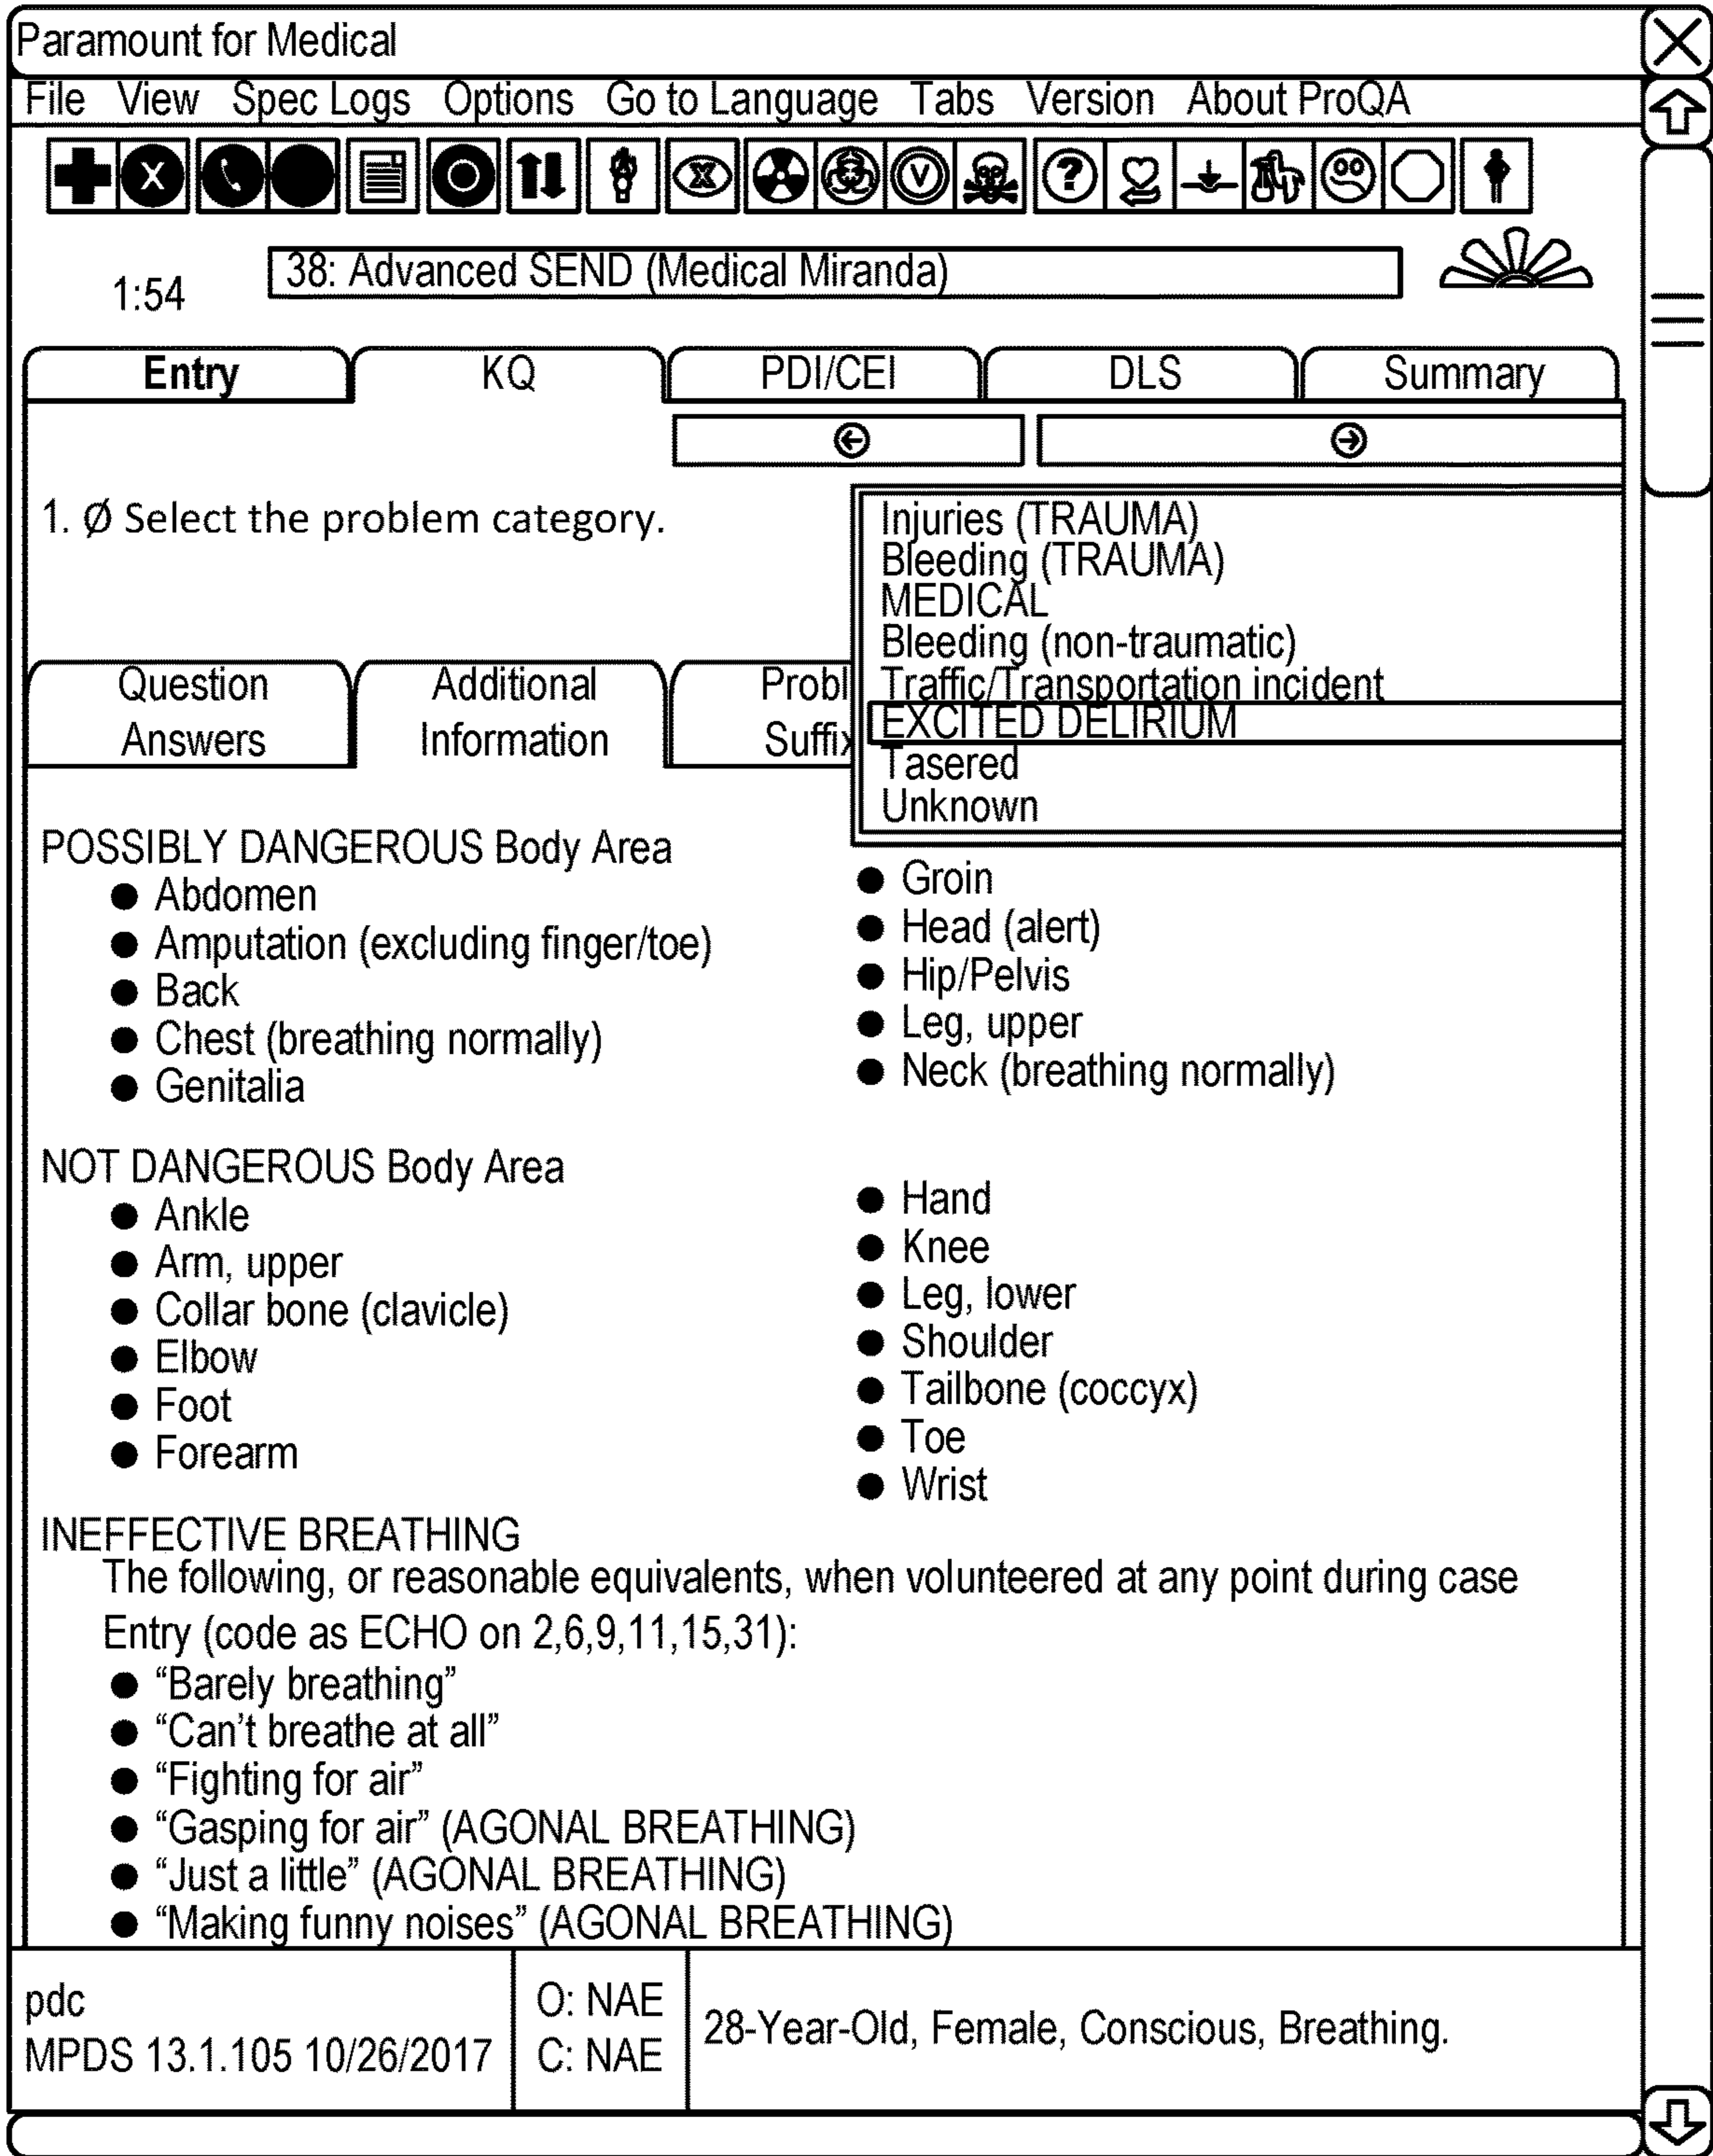 Paramount for Medical
File View Spec Logs Options Go to Language Tabs Version About ProQA
X V ?
1:54
38: Advanced SEND (Medical Miranda)
Entry KQ PDI/CEI DLS Summary
1. Ø Select the problem category.
Injuries (TRAUMA)
Bleeding (TRAUMA)
MEDICAL
Bleeding (non-traumatic)
Traffic/Transportation incident
EXCITED DELIRIUM
Tasered
Unknown
Question
Answers
Additional
Information
Probl
Suffix
POSSIBLY DANGEROUS Body Area
● Abdomen
● Amputation (excluding finger/toe)
● Back
● Chest (breathing normally)
● Genitalia
● Groin
● Head (alert)
● Hip/Pelvis
● Leg, upper
● Neck (breathing normally)
NOT DANGEROUS Body Area
● Ankle
● Arm, upper
● Collar bone (clavicle)
● Elbow
● Foot
● Forearm
● Hand
● Knee
● Leg, lower
● Shoulder
● Tailbone (coccyx)
● Toe
● Wrist
INEFFECTIVE BREATHING
The following, or reasonable equivalents, when volunteered at any point during case
Entry (code as ECHO on 2,6,9,11,15,31):
● “Barely breathing”
● “Can't breathe at all”
● “Fighting for air”
● “Gasping for air” (AGONAL BREATHING)
● “Just a little” (AGONAL BREATHING)
● “Making funny noises” (AGONAL BREATHING)
pdc
MPDS 13.1.105 10/26/2017
O: NAE
C: NAE
28-Year-Old, Female, Conscious, Breathing.